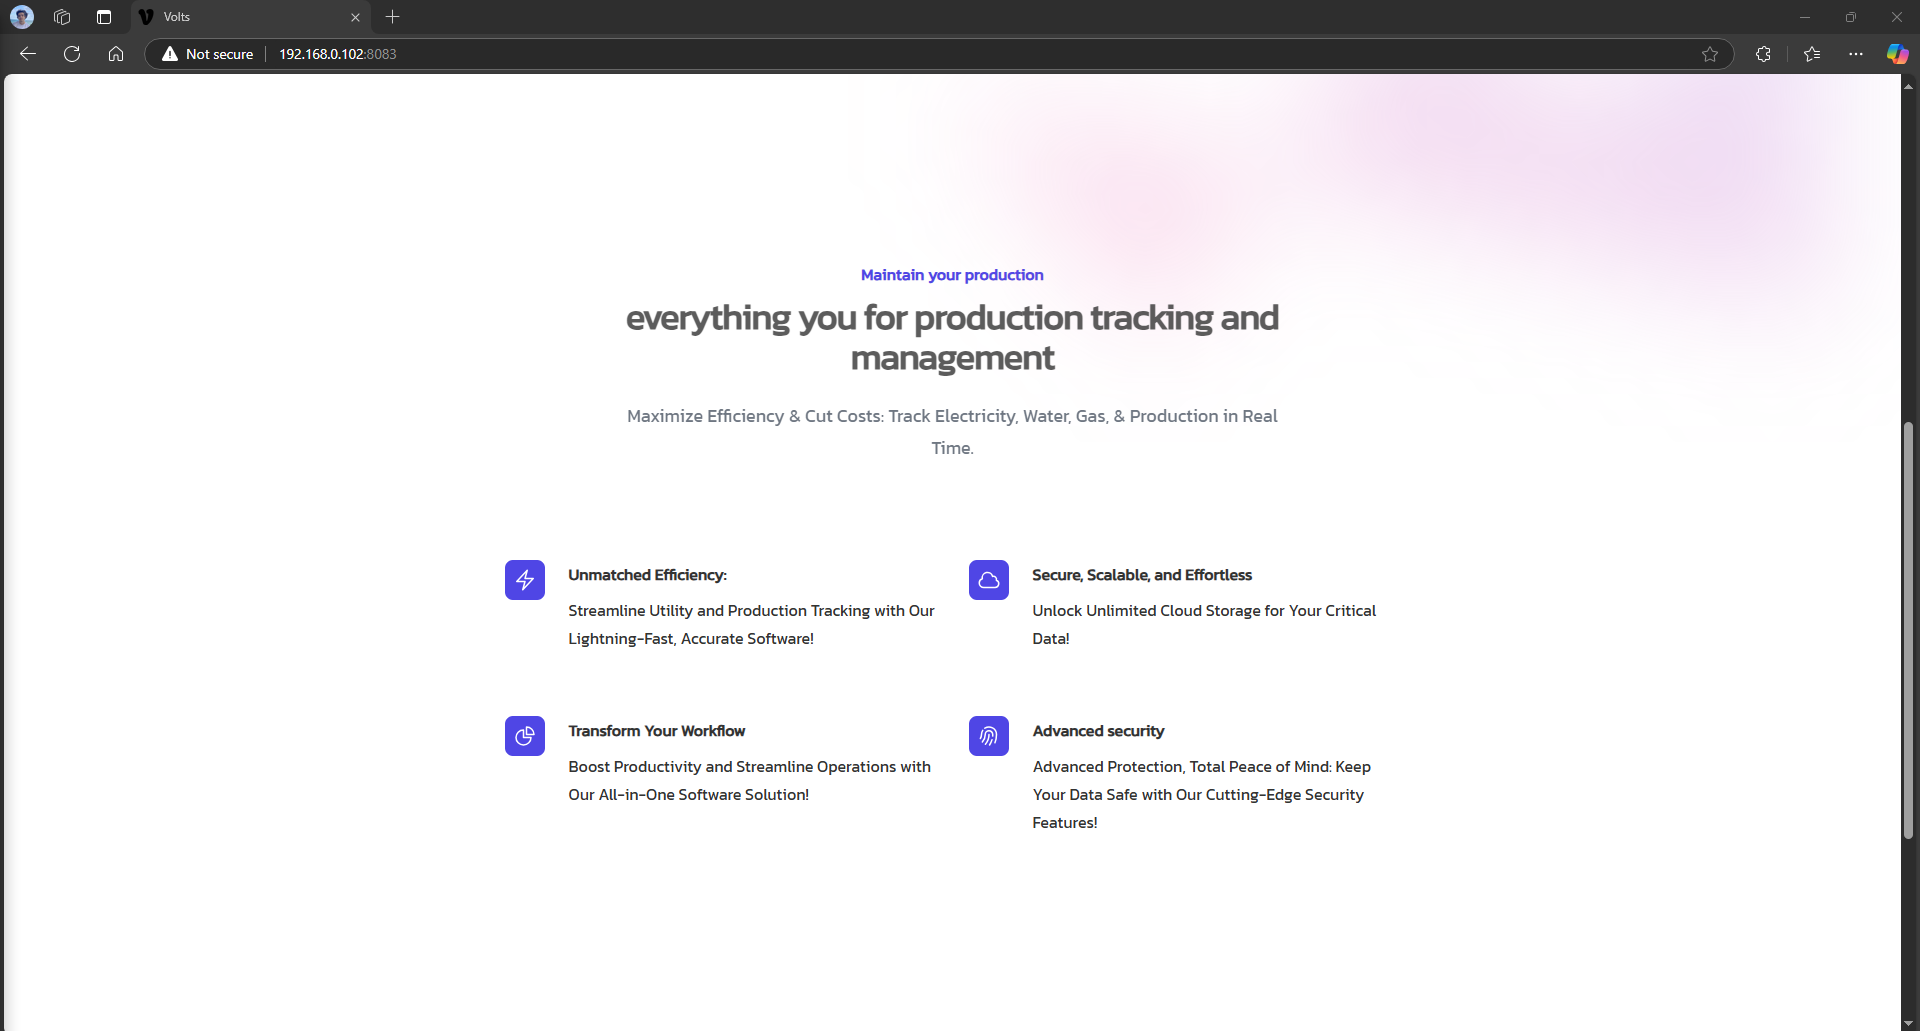 Volts
Not secure
192.168.0.102:8083
Maintain your production
everything you for production tracking and
management
Maximize Efficiency & Cut Costs: Track Electricity, Water, Gas, & Production in Real
Time.
Unmatched Efficiency:
Streamline Utility and Production Tracking with Our
Lightning-Fast, Accurate Software!
Secure, Scalable, and Effortless
Unlock Unlimited Cloud Storage for Your Critical
Data!
Transform Your Workflow
Boost Productivity and Streamline Operations with
Our All-in-One Software Solution!
Advanced security
Advanced Protection, Total Peace of Mind: Keep
Your Data Safe with Our Cutting-Edge Security
Features!